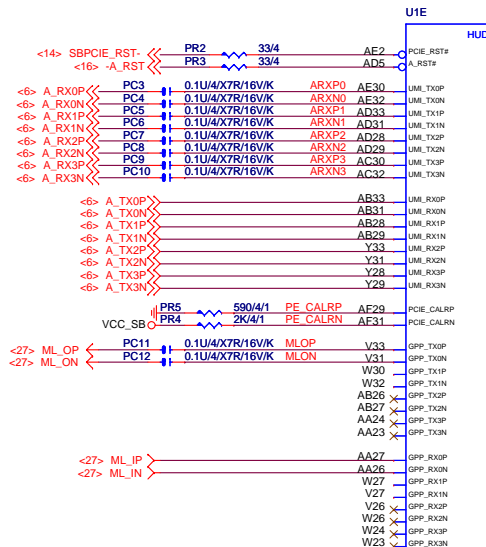 U1E
HUD
<14> SBPCIE_RST- PR2 33/4 AE2 PCIE_RST#
<16> -A_RST PR3 33/4 AD5 A_RST#
<6> A_RX0P PC3 0.1U/4/X7R/16V/K ARXP0 AE30 UMI_TX0P
<6> A_RX0N PC4 0.1U/4/X7R/16V/K ARXN0 AE32 UMI_TX0N
<6> A_RX1P PC5 0.1U/4/X7R/16V/K ARXP1 AD33 UMI_TX1P
<6> A_RX1N PC6 0.1U/4/X7R/16V/K ARXN1 AD31 UMI_TX1N
<6> A_RX2P PC7 0.1U/4/X7R/16V/K ARXP2 AD28 UMI_TX2P
<6> A_RX2N PC8 0.1U/4/X7R/16V/K ARXN2 AD29 UMI_TX2N
<6> A_RX3P PC9 0.1U/4/X7R/16V/K ARXP3 AC30 UMI_TX3P
<6> A_RX3N PC10 0.1U/4/X7R/16V/K ARXN3 AC32 UMI_TX3N
<6> A_TX0P AB33 UMI_RX0P
<6> A_TX0N AB31 UMI_RX0N
<6> A_TX1P AB28 UMI_RX1P
<6> A_TX1N AB29 UMI_RX1N
<6> A_TX2P Y33 UMI_RX2P
<6> A_TX2N Y31 UMI_RX2N
<6> A_TX3P Y28 UMI_RX3P
<6> A_TX3N Y29 UMI_RX3N
PR5 590/4/1 PE_CALRP AF29 PCIE_CALRP
VCC_SB PR4 2K/4/1 PE_CALRN AF31 PCIE_CALRN
<27> ML_OP PC11 0.1U/4/X7R/16V/K MLOP V33 GPP_TX0P
<27> ML_ON PC12 0.1U/4/X7R/16V/K MLON V31 GPP_TX0N
W30 GPP_TX1P
W32 GPP_TX1N
AB26 GPP_TX2P
AB27 GPP_TX2N
AA24 GPP_TX3P
AA23 GPP_TX3N
<27> ML_IP AA27 GPP_RX0P
<27> ML_IN AA26 GPP_RX0N
W27 GPP_RX1P
V27 GPP_RX1N
V26 GPP_RX2P
W26 GPP_RX2N
W24 GPP_RX3P
W23 GPP_RX3N